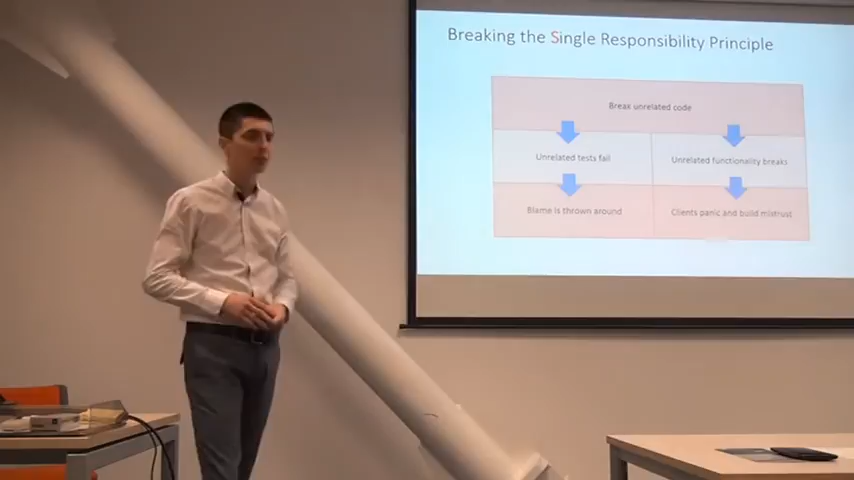 Breaking the Single Responsibility Principle
Break unrelated code
Unrelated tests fail
Unrelated functionality breaks
Blame is thrown around
Clients panic and build mistrust